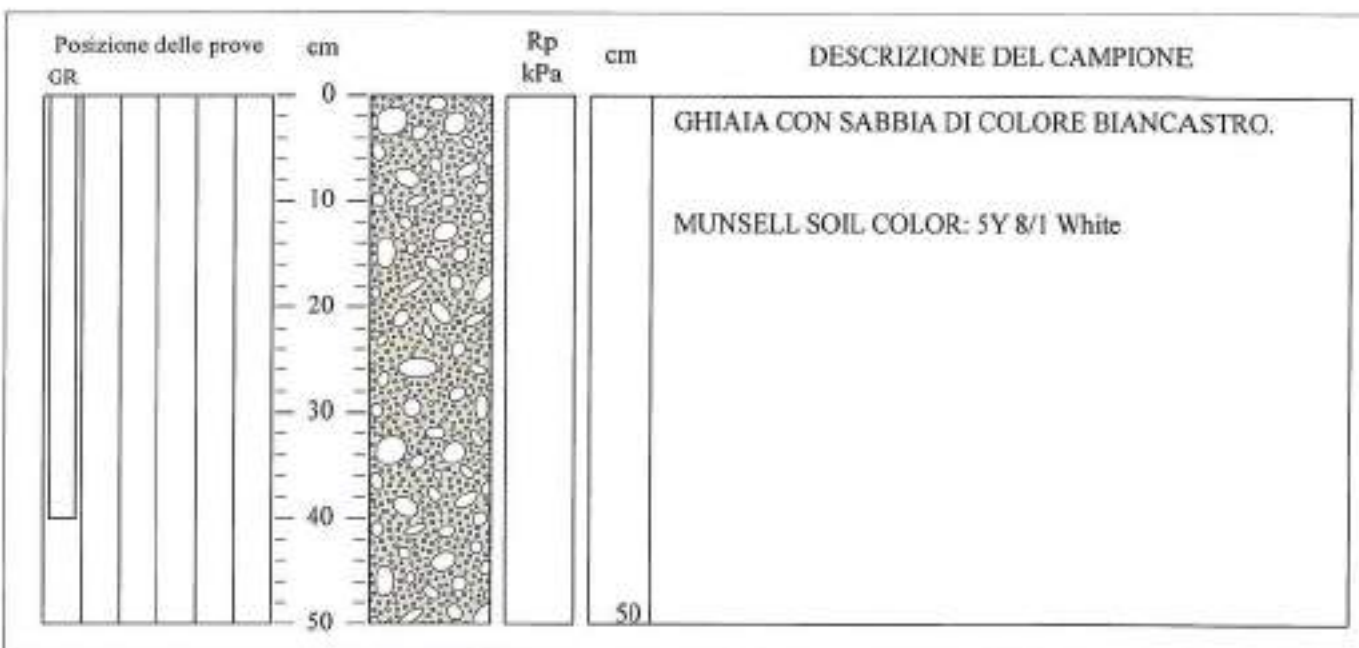 Posizione delle prove cm Rp kPa cm DESCRIZIONE DEL CAMPIONE
GR
0
10
20
30
40
50
50
GHIAIA CON SABBIA DI COLORE BIANCASTRO.
MUNSELL SOIL COLOR: 5Y 8/1 White